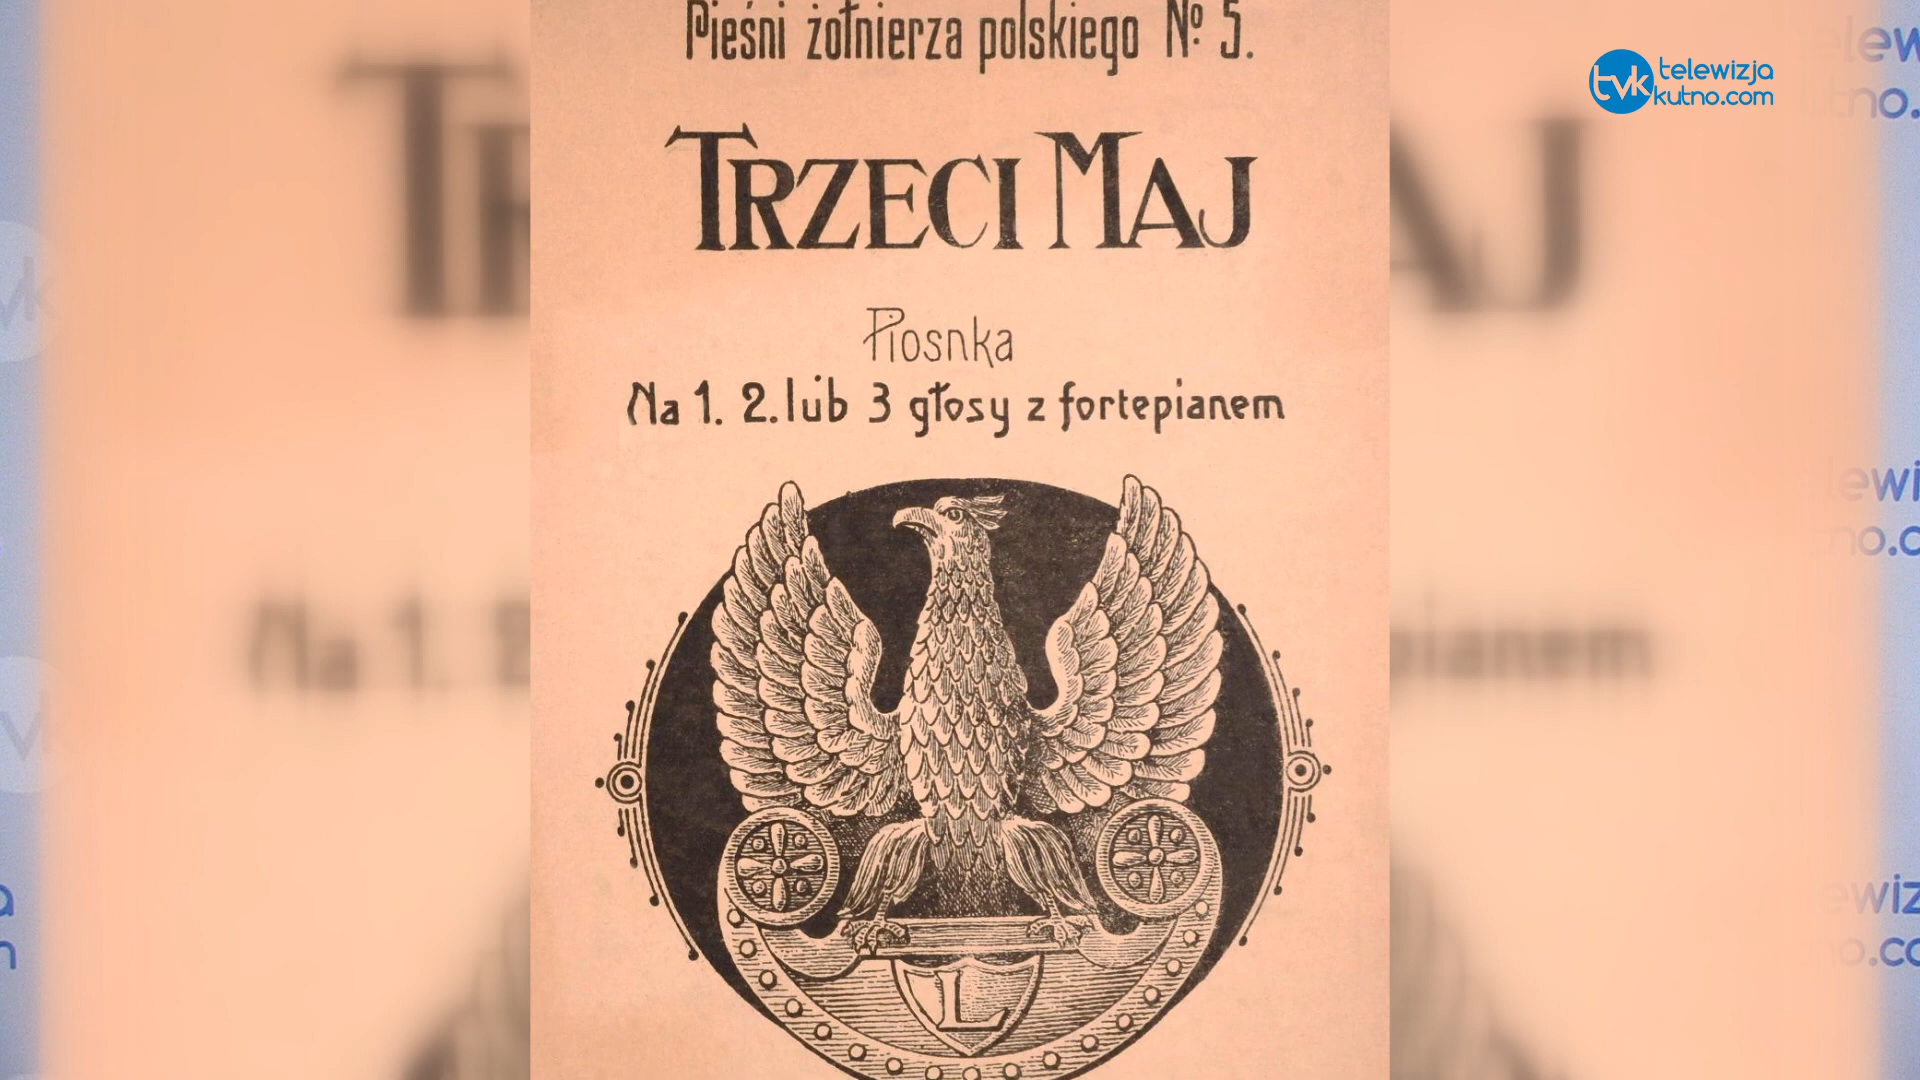 Pieśni żołnierza polskiego № 5.
TRZECI MAJ
Piosnka
Na 1. 2. lub 3 głosy z fortepianem
L
tvk telewizja
kutno.com